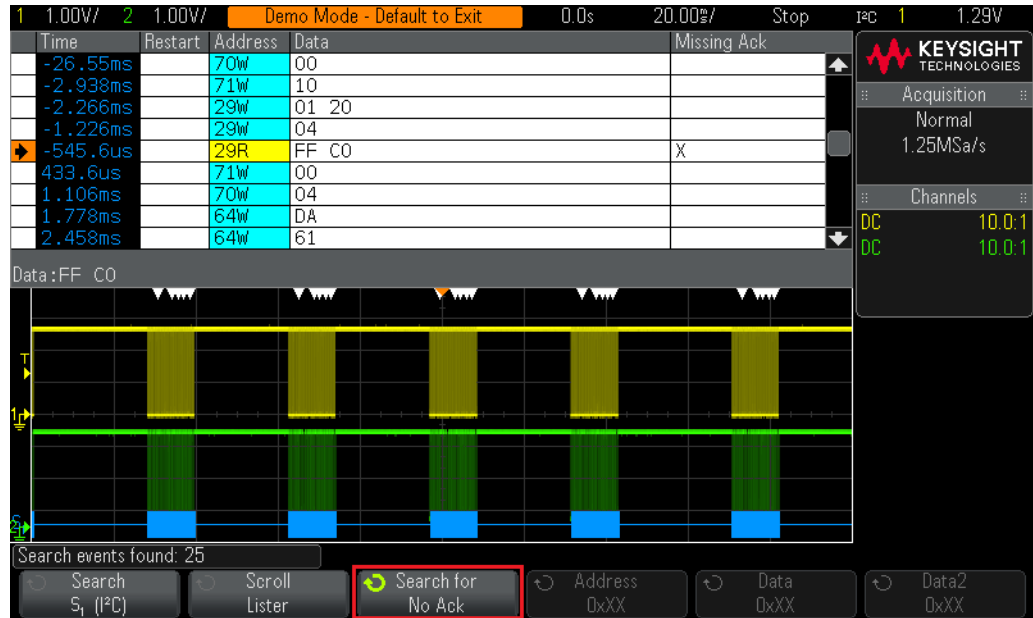 1 1.00V/ 2 1.00V/ Demo Mode - Default to Exit 0.0s 20.00ms/ Stop I²C 1 1.29V
Time Restart Address Data Missing Ack
-26.55ms 70W 00
-2.938ms 71W 10
-2.266ms 29W 01 20
-1.226ms 29W 04
-545.6us 29R FF C0 X
433.6us 71W 00
1.106ms 70W 04
1.778ms 64W DA
2.458ms 64W 61
Data:FF C0
KEYSIGHT
TECHNOLOGIES
Acquisition
Normal
1.25MSa/s
Channels
DC 10.0:1
DC 10.0:1
T
1
2
Search events found: 25
Search
S₁ (I²C)
Scroll
Lister
Search for
No Ack
Address
0xXX
Data
0xXX
Data2
0xXX